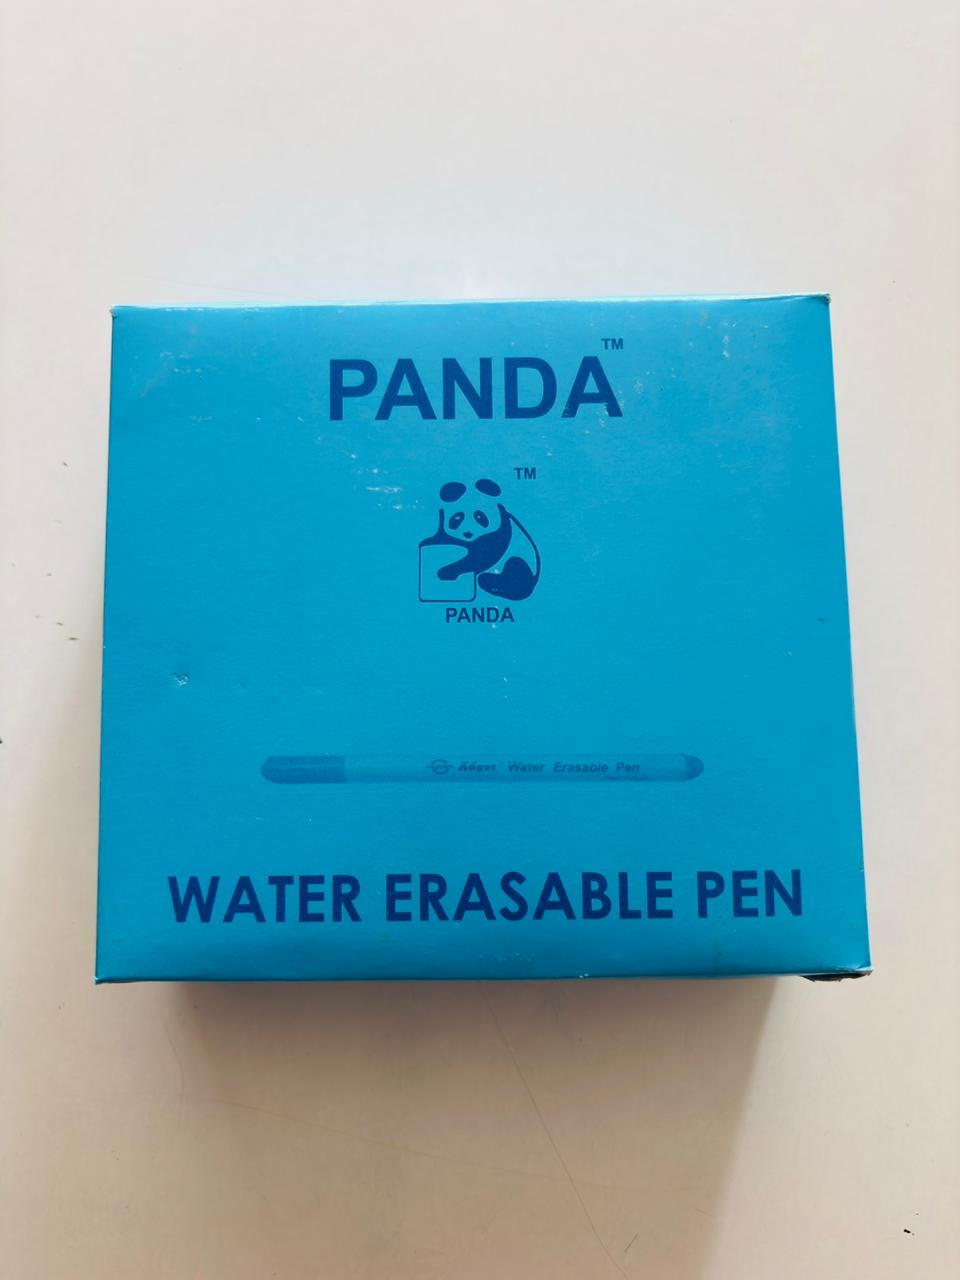 PANDA™
TM
PANDA
Water Erasable Pen
WATER ERASABLE PEN